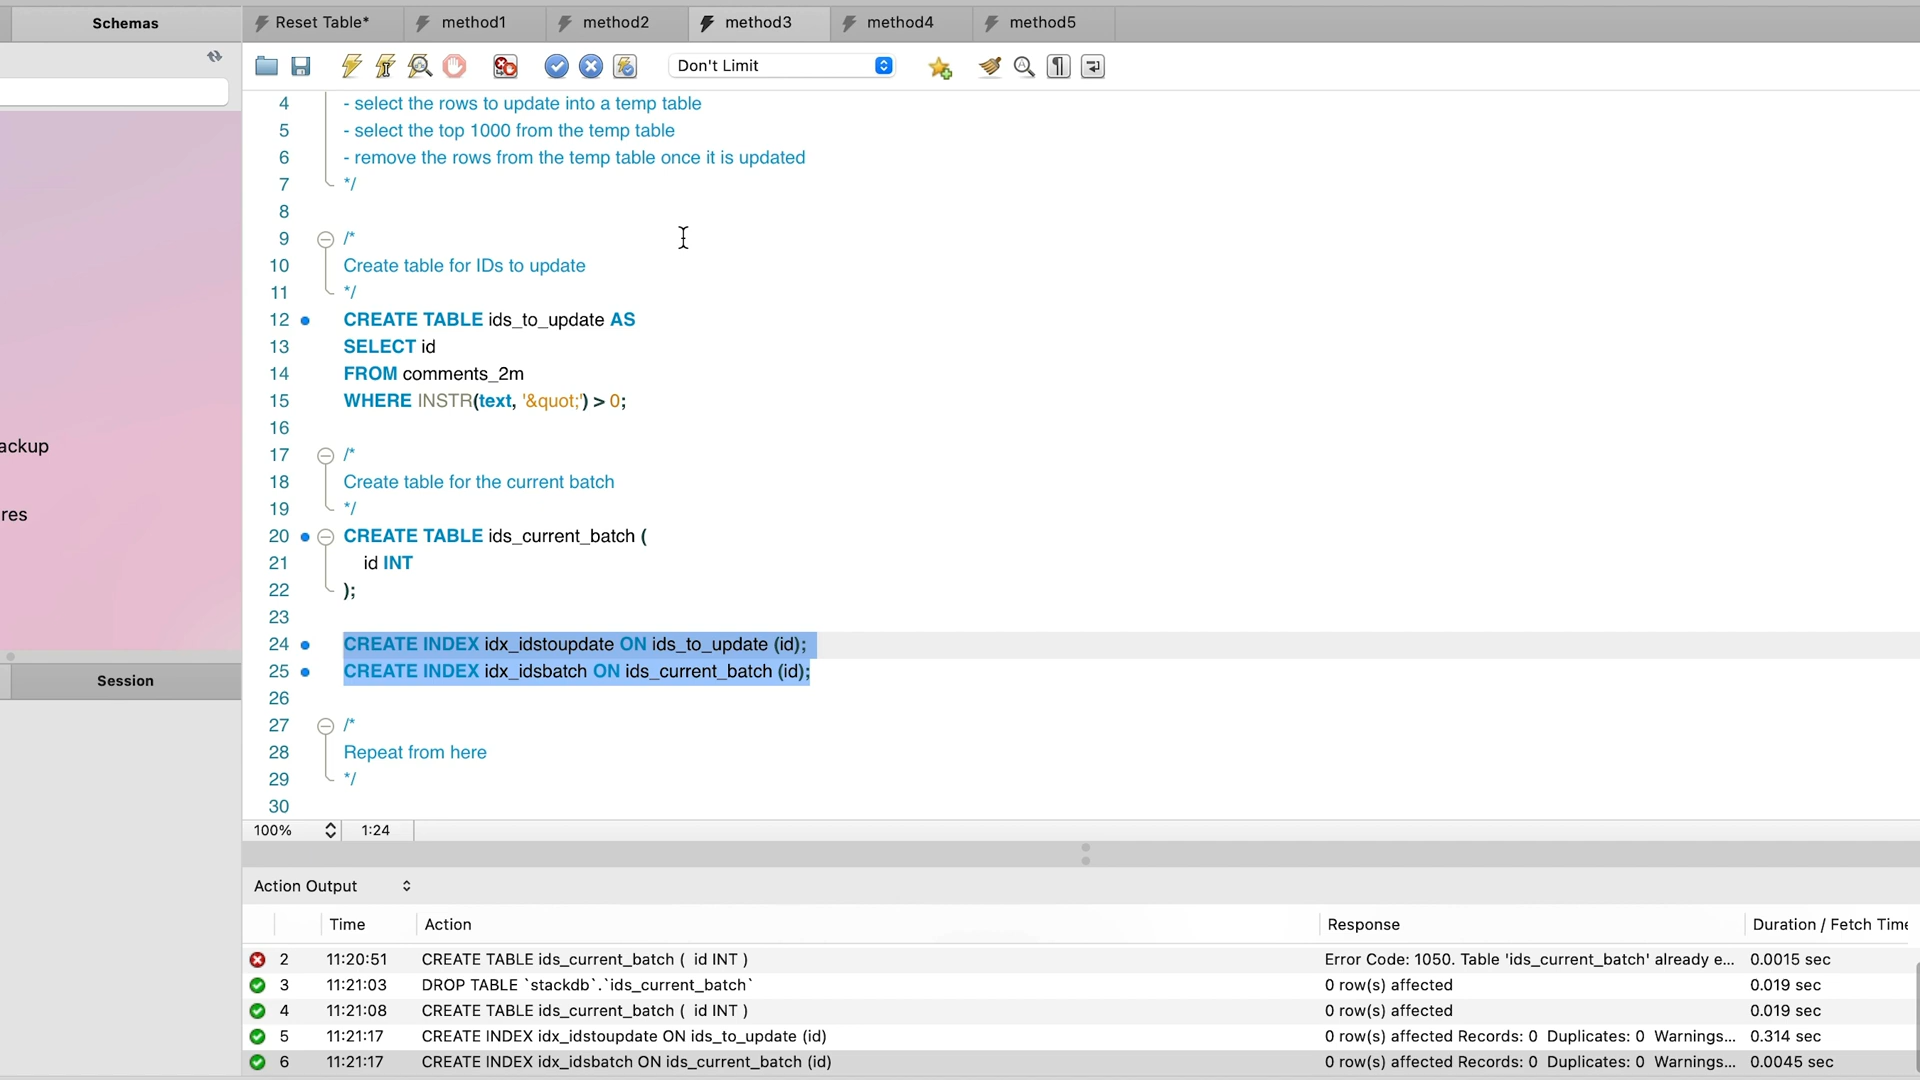 Schemas
Reset Table*
method1
method2
method3
method4
method5
Don't Limit
4 - select the rows to update into a temp table
5 - select the top 1000 from the temp table
6 - remove the rows from the temp table once it is updated
7 */
8
9 /*
10 Create table for IDs to update
11 */
12 CREATE TABLE ids_to_update AS
13 SELECT id
14 FROM comments_2m
15 WHERE INSTR(text, '&quot;') > 0;
16
17 /*
18 Create table for the current batch
19 */
20 CREATE TABLE ids_current_batch (
21 id INT
22 );
23
24 CREATE INDEX idx_idstoupdate ON ids_to_update (id);
25 CREATE INDEX idx_idsbatch ON ids_current_batch (id);
26
27 /*
28 Repeat from here
29 */
30
ackup
res
Session
100% 1:24
Action Output
Time Action Response Duration / Fetch Time
2 11:20:51 CREATE TABLE ids_current_batch ( id INT ) Error Code: 1050. Table 'ids_current_batch' already e... 0.0015 sec
3 11:21:03 DROP TABLE `stackdb`.`ids_current_batch` 0 row(s) affected 0.019 sec
4 11:21:08 CREATE TABLE ids_current_batch ( id INT ) 0 row(s) affected 0.019 sec
5 11:21:17 CREATE INDEX idx_idstoupdate ON ids_to_update (id) 0 row(s) affected Records: 0 Duplicates: 0 Warnings... 0.314 sec
6 11:21:17 CREATE INDEX idx_idsbatch ON ids_current_batch (id) 0 row(s) affected Records: 0 Duplicates: 0 Warnings... 0.0045 sec